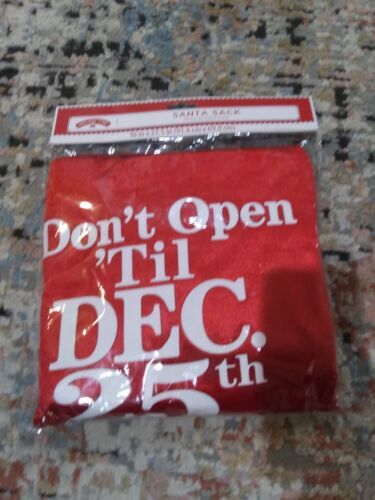 SANTA SACK
Don't Open
'Til
DEC.
25th